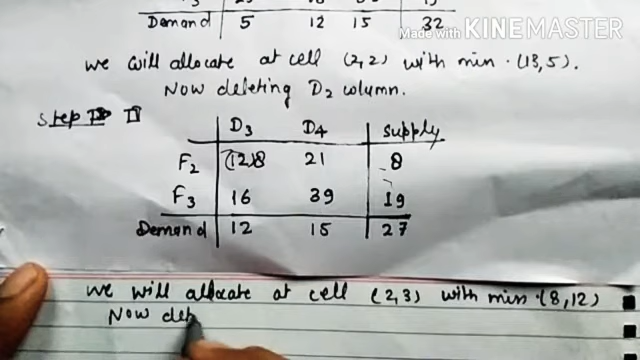 Made with KINEMASTER
Demand 5 12 15 32
we will allocate at cell (2,2) with min. (13,5).
Now deleting D2 column.
Step II
D3 D4 supply
F2 (12)8 21 8
F3 16 39 19
Demand 12 15 27
we will allocate at cell (2,3) with min. (8,12)
Now del